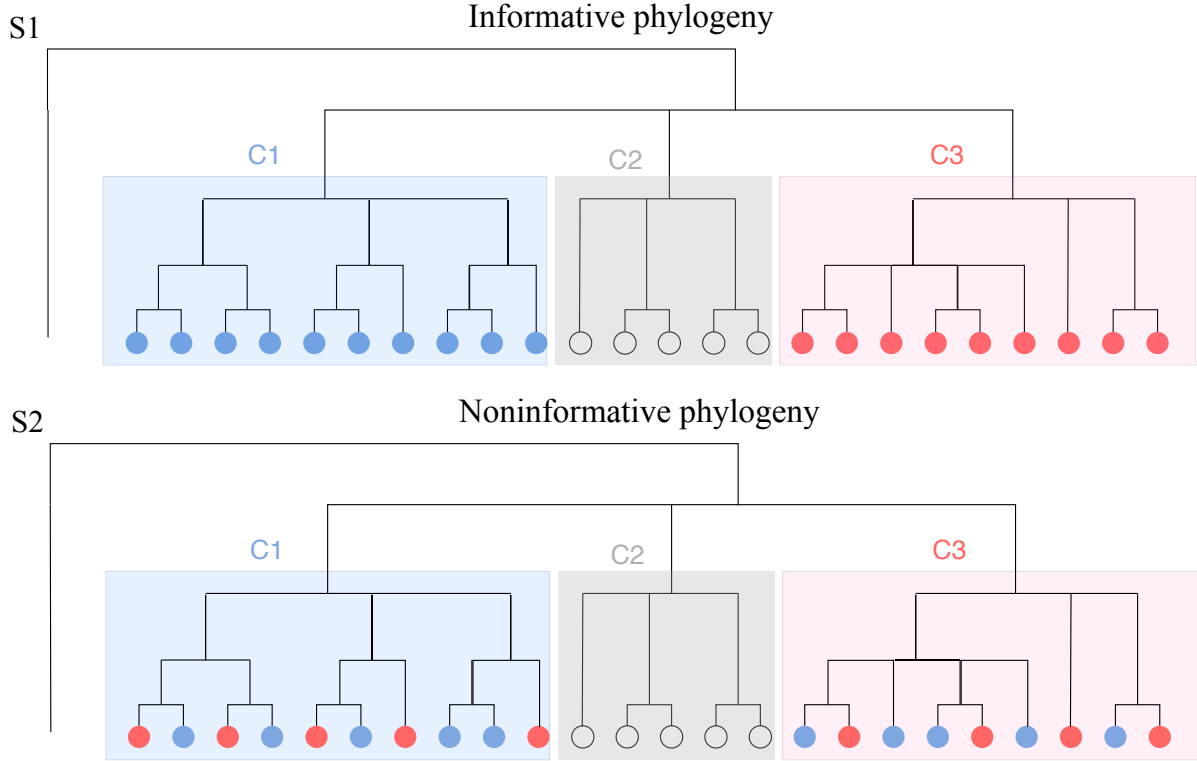 Informative phylogeny
S1
C1
C2
C3
Noninformative phylogeny
S2
C1
C2
C3